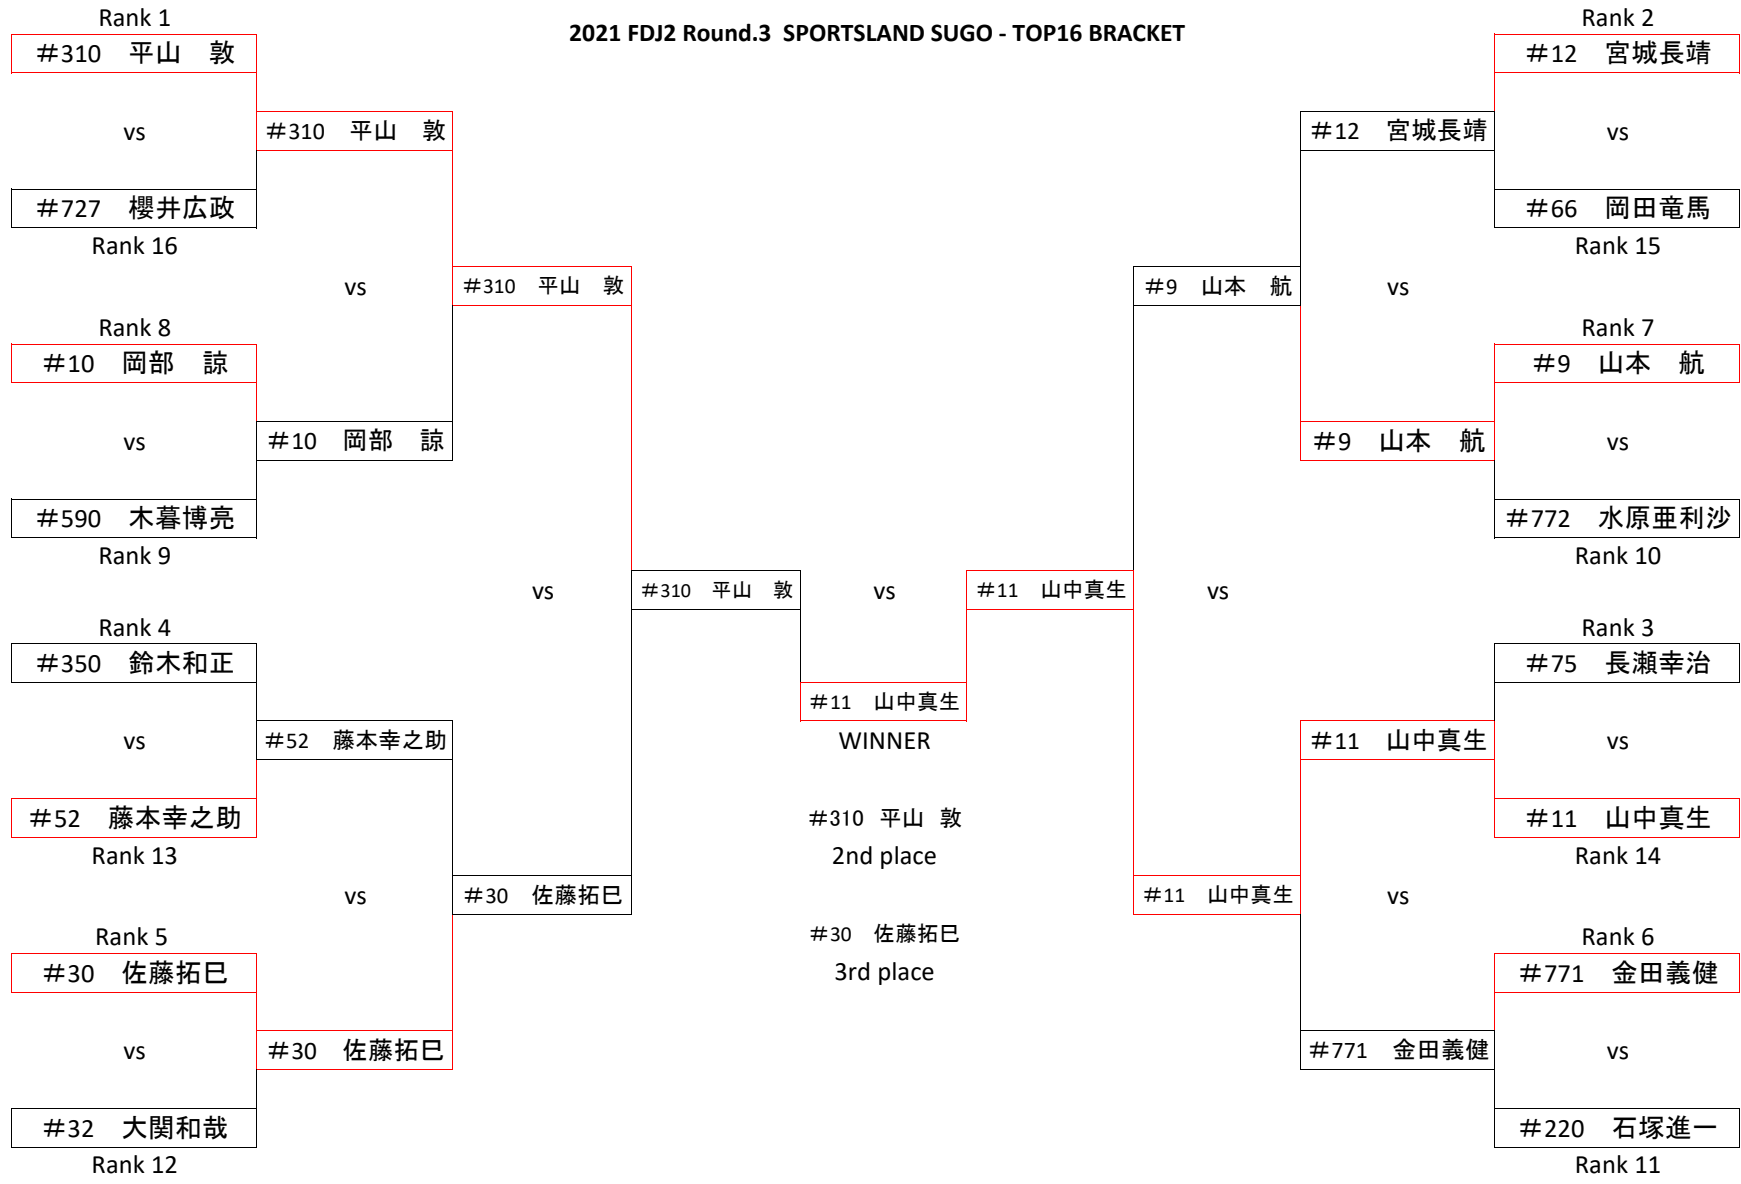 2021 FDJ2 Round.3 SPORTSLAND SUGO - TOP16 BRACKET
Rank 1
#310 平山 敦
vs
#727 櫻井広政
Rank 16
Rank 8
#10 岡部 諒
vs
#590 木暮博亮
Rank 9
Rank 4
#350 鈴木和正
vs
#52 藤本幸之助
Rank 13
Rank 5
#30 佐藤拓巳
vs
#32 大関和哉
Rank 12
#310 平山 敦
vs
#10 岡部 諒
#52 藤本幸之助
vs
#30 佐藤拓巳
#310 平山 敦
vs
#30 佐藤拓巳
#310 平山 敦
vs
#11 山中真生
#11 山中真生
WINNER
#310 平山 敦
2nd place
#30 佐藤拓巳
3rd place
#9 山本 航
vs
#11 山中真生
#12 宮城長靖
vs
#9 山本 航
#11 山中真生
vs
#771 金田義健
Rank 2
#12 宮城長靖
vs
#66 岡田竜馬
Rank 15
Rank 7
#9 山本 航
vs
#772 水原亜利沙
Rank 10
Rank 3
#75 長瀬幸治
vs
#11 山中真生
Rank 14
Rank 6
#771 金田義健
vs
#220 石塚進一
Rank 11